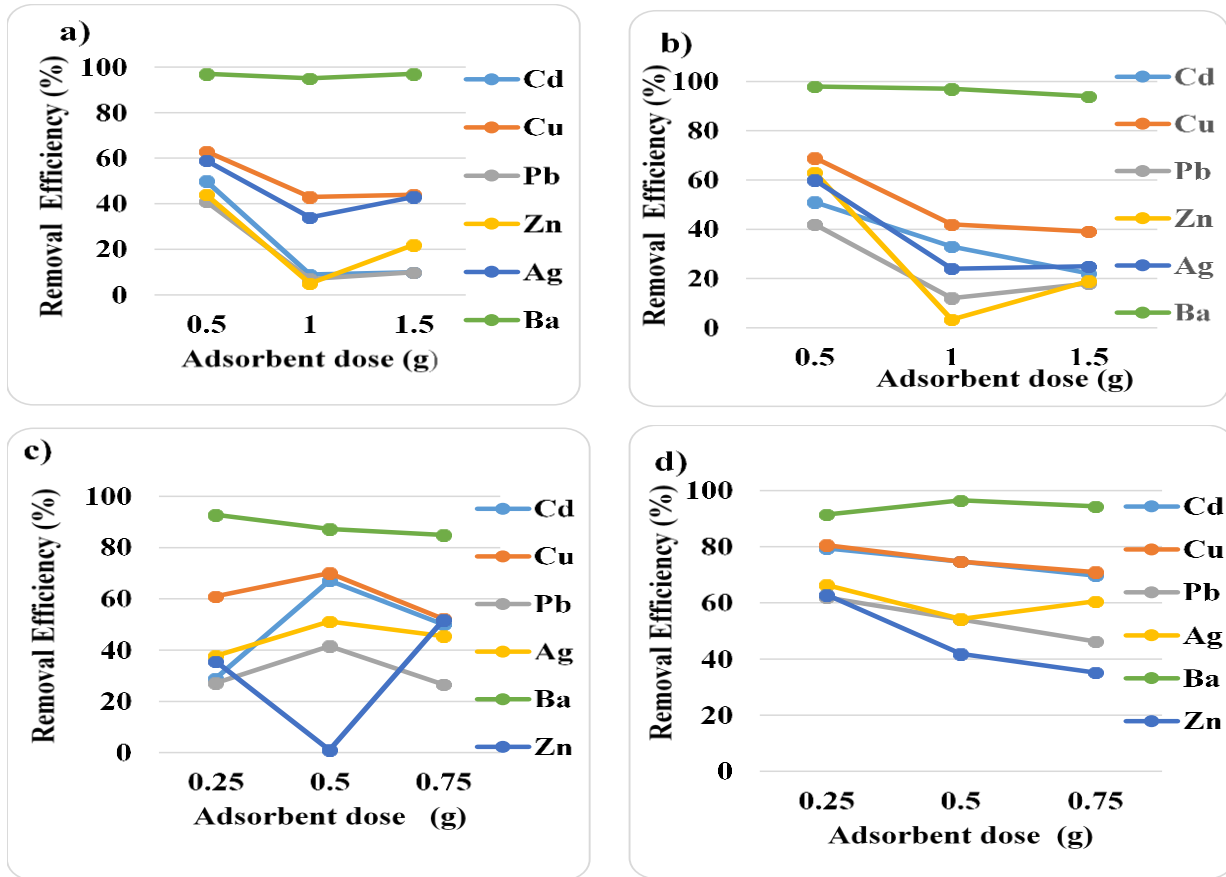 a)
Removal Efficiency (%)
100
80
60
40
20
0
0.5 1 1.5
Adsorbent dose (g)
Cd
Cu
Pb
Zn
Ag
Ba
b)
Removal Efficiency (%)
100
80
60
40
20
0
0.5 1 1.5
Adsorbent dose (g)
Cd
Cu
Pb
Zn
Ag
Ba
c)
Removal Efficiency (%)
100
80
60
40
20
0
0.25 0.5 0.75
Adsorbent dose (g)
Cd
Cu
Pb
Ag
Ba
Zn
d)
Removal Efficiency (%)
100
80
60
40
20
0
0.25 0.5 0.75
Adsorbent dose (g)
Cd
Cu
Pb
Ag
Ba
Zn